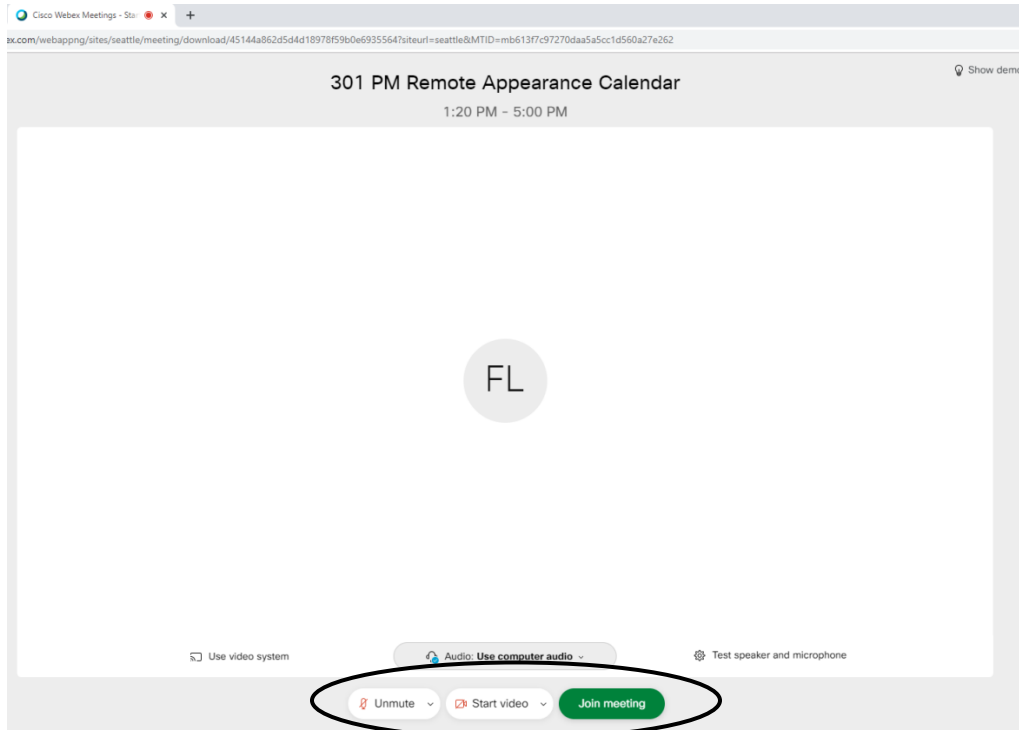 Cisco Webex Meetings - Star
ex.com/webappng/sites/seattle/meeting/download/45144a862d5d4d18978f59b0e6935564?siteurl=seattle&MTID=mb613f7c97270daa5a5cc1d560a27e262
301 PM Remote Appearance Calendar
Show demo
1:20 PM - 5:00 PM
FL
Use video system
Audio: Use computer audio
Test speaker and microphone
Unmute
Start video
Join meeting